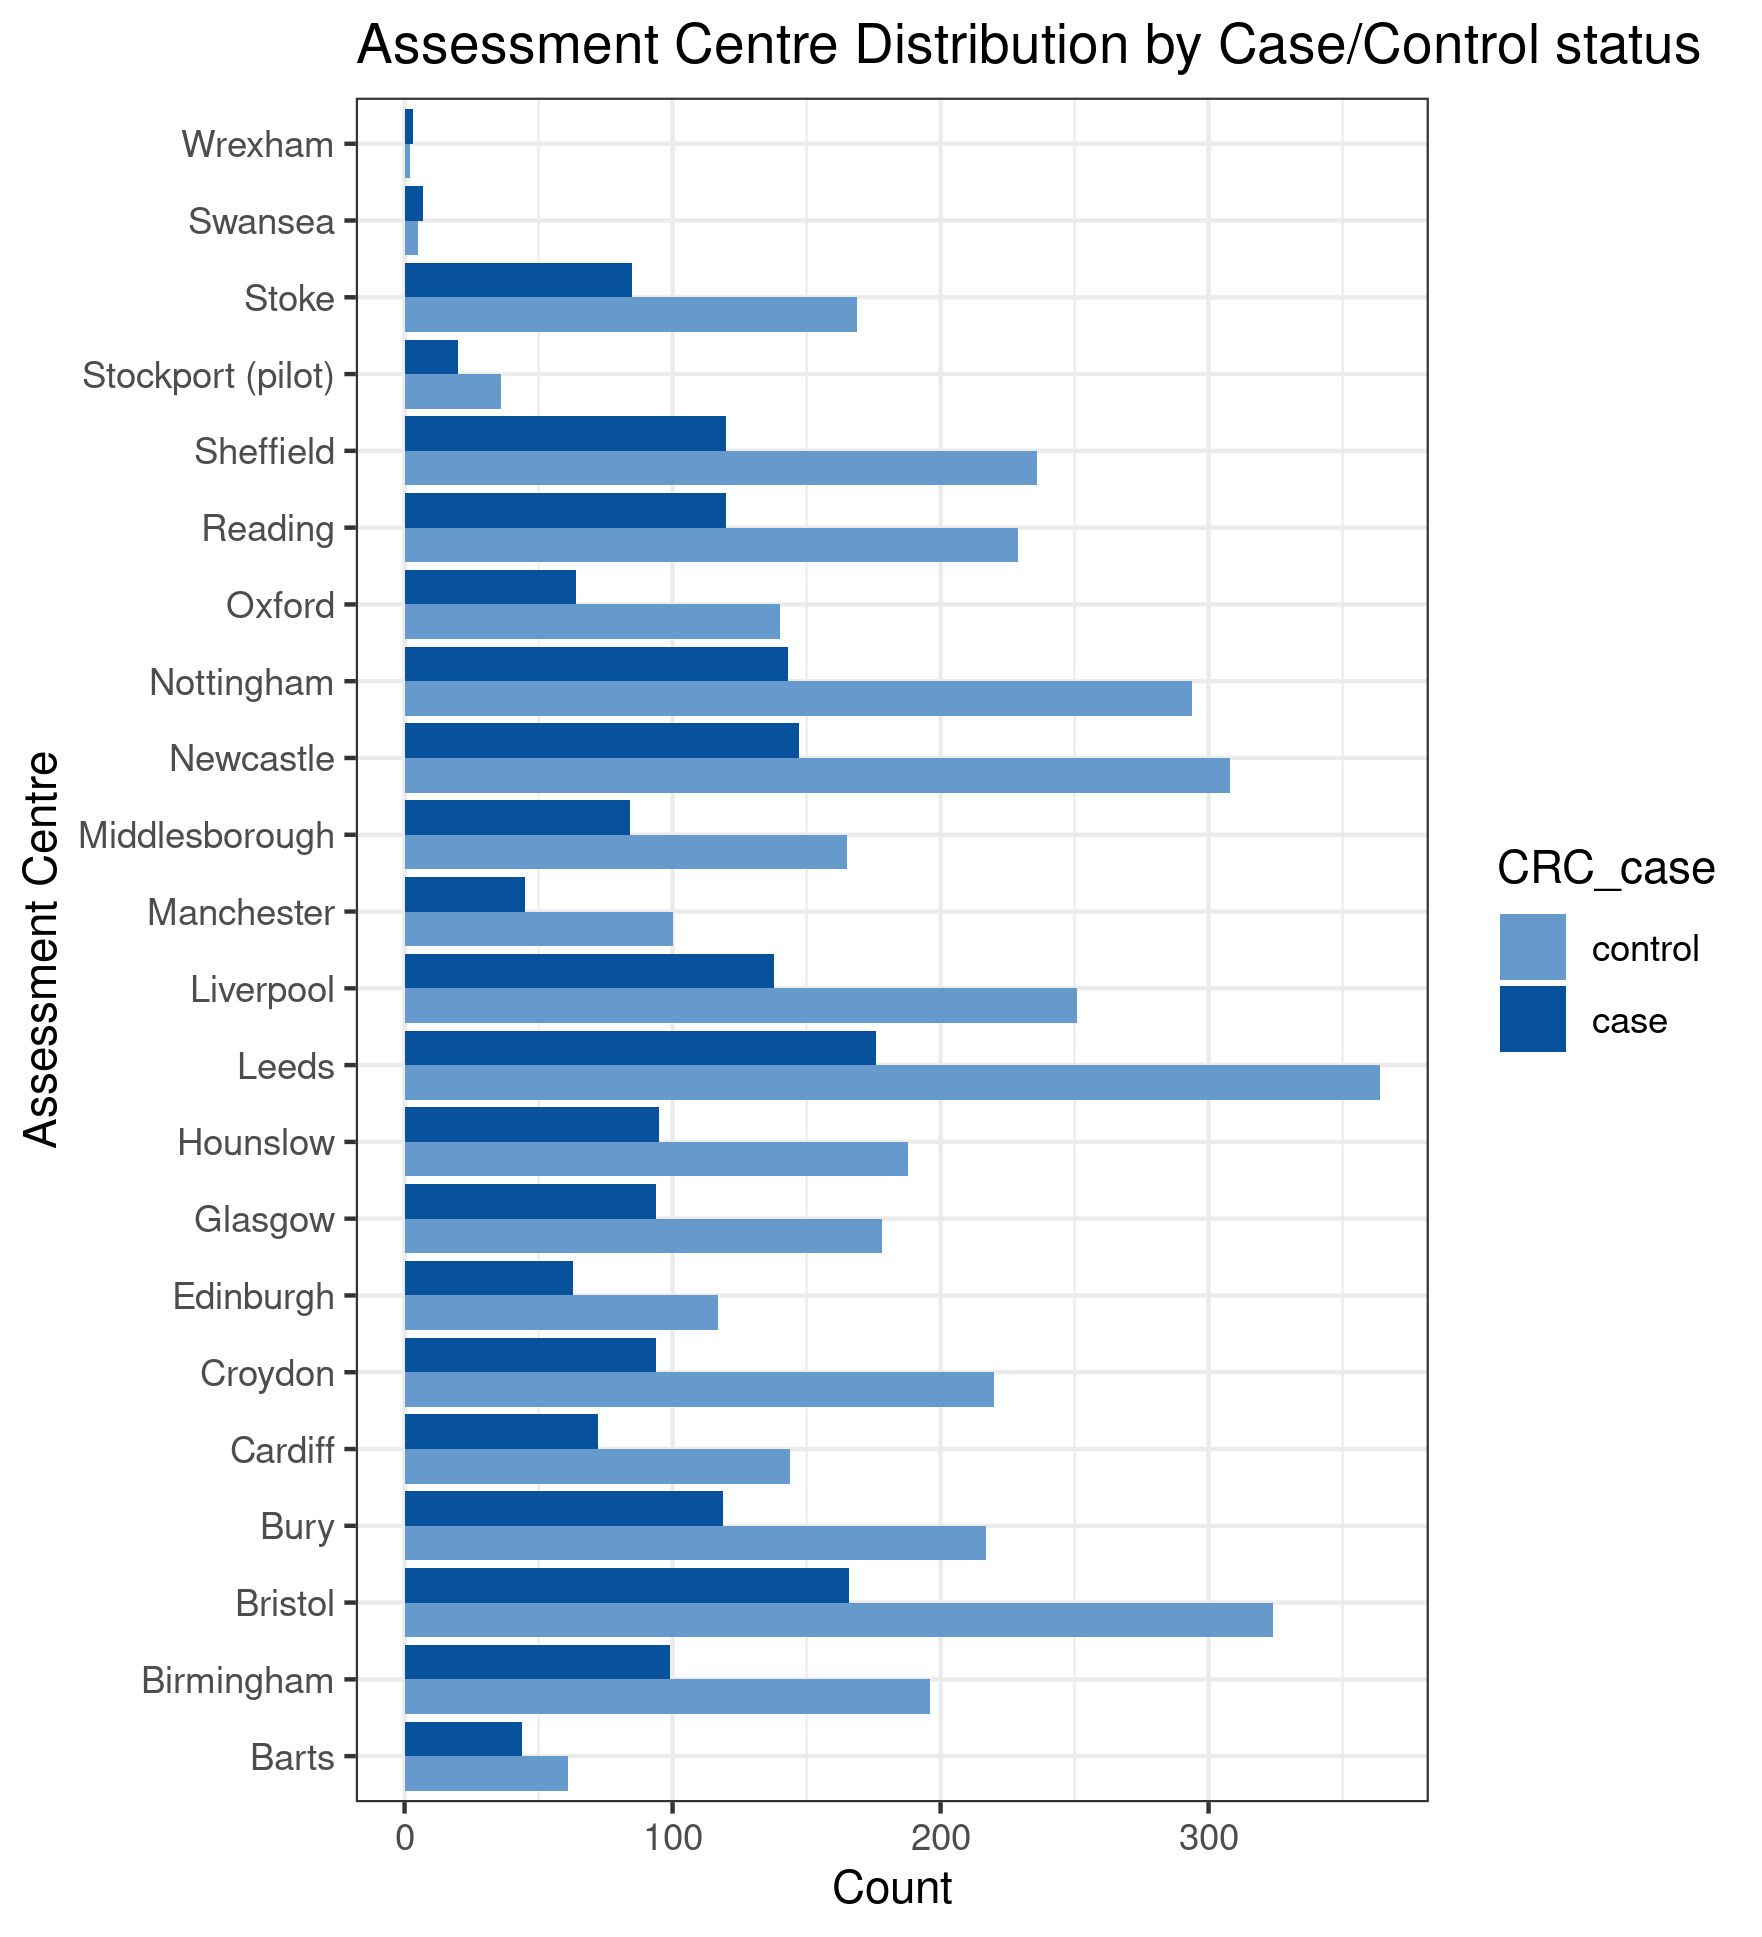 Assessment Centre Distribution by Case/Control status
Assessment Centre
Wrexham
Swansea
Stoke
Stockport (pilot)
Sheffield
Reading
Oxford
Nottingham
Newcastle
Middlesborough
Manchester
Liverpool
Leeds
Hounslow
Glasgow
Edinburgh
Croydon
Cardiff
Bury
Bristol
Birmingham
Barts
0 100 200 300
Count
CRC_case
control
case